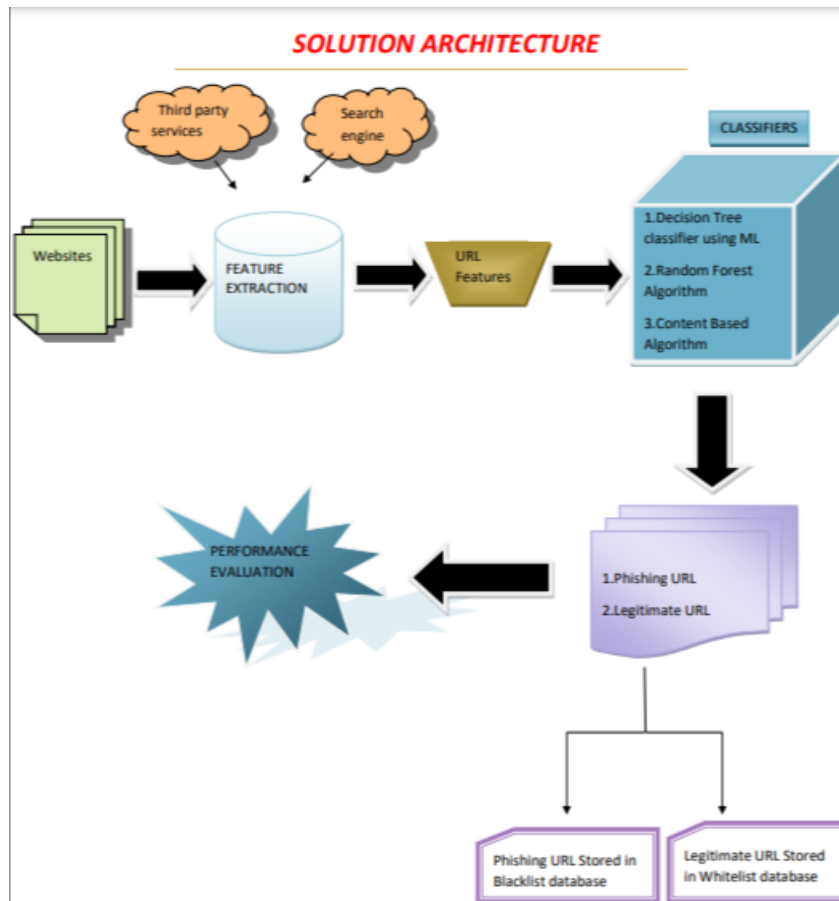 SOLUTION ARCHITECTURE
Third party
services
Search
engine
CLASSIFIERS
Websites
FEATURE
EXTRACTION
URL
Features
1.Decision Tree
classifier using ML
2.Random Forest
Algorithm
3.Content Based
Algorithm
PERFORMANCE
EVALUATION
1.Phishing URL
2.Legitimate URL
Phishing URL Stored in
Blacklist database
Legitimate URL Stored
in Whitelist database